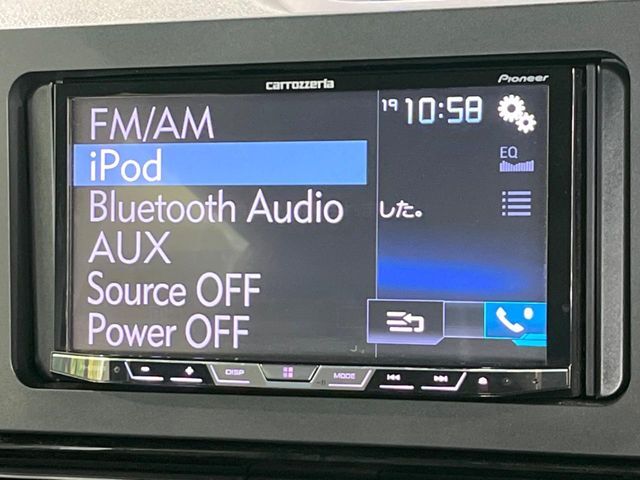 carrozzeria
Pioneer
FM/AM
iPod
Bluetooth Audio
AUX
Source OFF
Power OFF
19 10:58
EQ
した。
DISP
MODE